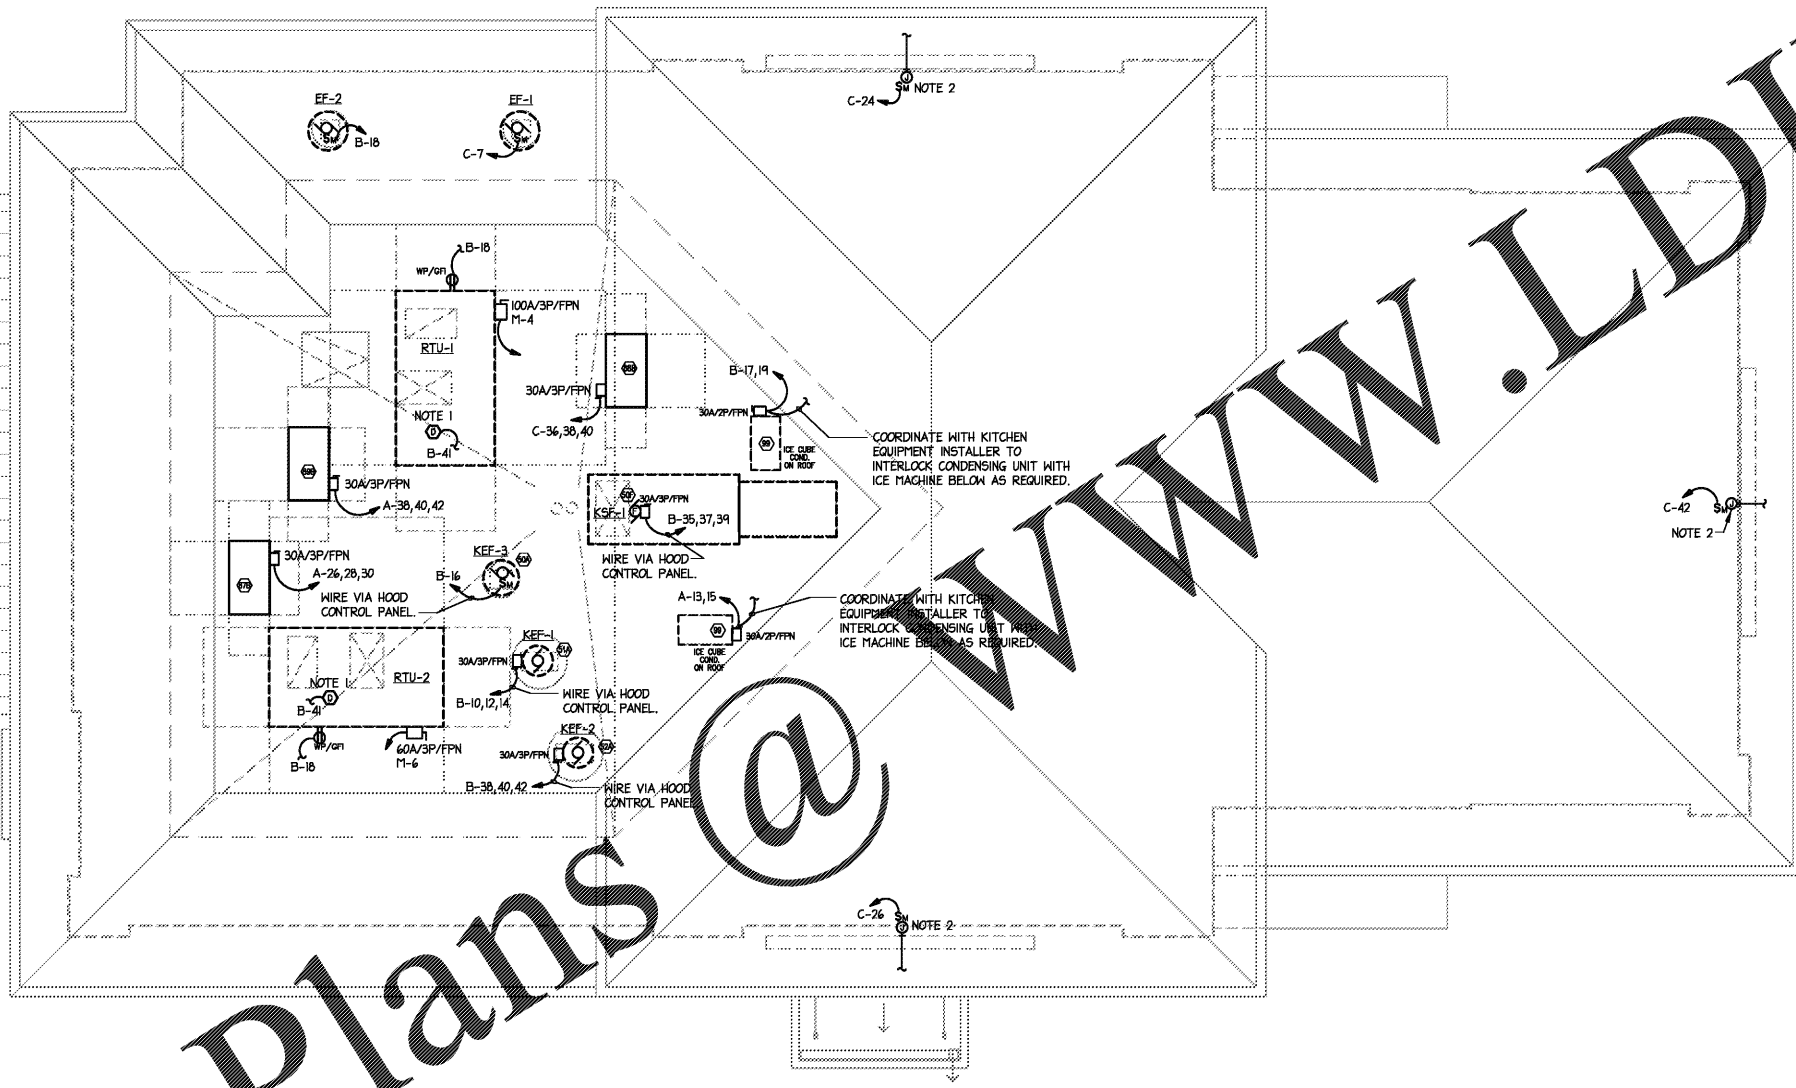 EF-2
B-18
EF-1
C-7
C-24
SM NOTE 2
B-18
WP/GFI
100A/3P/FPN
M-4
RTU-1
NOTE 1
D
B-41
30A/3P/FPN
C-36,38,40
B-17,19
30A/2P/FPN
99
ICE CUBE
COND.
ON ROOF
COORDINATE WITH KITCHEN
EQUIPMENT INSTALLER TO
INTERLOCK CONDENSING UNIT WITH
ICE MACHINE BELOW AS REQUIRED.
30A/3P/FPN
A-38,40,42
KSF-1
30A/3P/FPN
B-35,37,39
WIRE VIA HOOD
CONTROL PANEL.
C-42
SM
NOTE 2
30A/3P/FPN
A-26,28,30
KEF-3
B-16
SM
WIRE VIA HOOD
CONTROL PANEL.
A-13,15
99
30A/2P/FPN
ICE CUBE
COND.
ON ROOF
COORDINATE WITH KITCHEN
EQUIPMENT INSTALLER TO
INTERLOCK CONDENSING UNIT WITH
ICE MACHINE BELOW AS REQUIRED.
KEF-1
30A/3P/FPN
B-10,12,14
WIRE VIA HOOD
CONTROL PANEL.
RTU-2
NOTE 1
D
B-41
WP/GFI
B-18
60A/3P/FPN
M-6
KEF-2
30A/3P/FPN
B-38,40,42
WIRE VIA HOOD
CONTROL PANEL
C-26
SM
NOTE 2
Plans @ WWW.LD